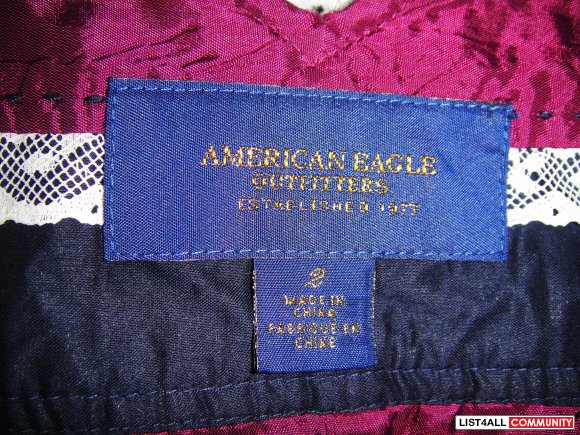 AMERICAN EAGLE
OUTFITTERS
ESTABLISHED 1977
2
MADE IN
CHINA
FABRIQUE EN
CHINE
LIST4ALL COMMUNITY